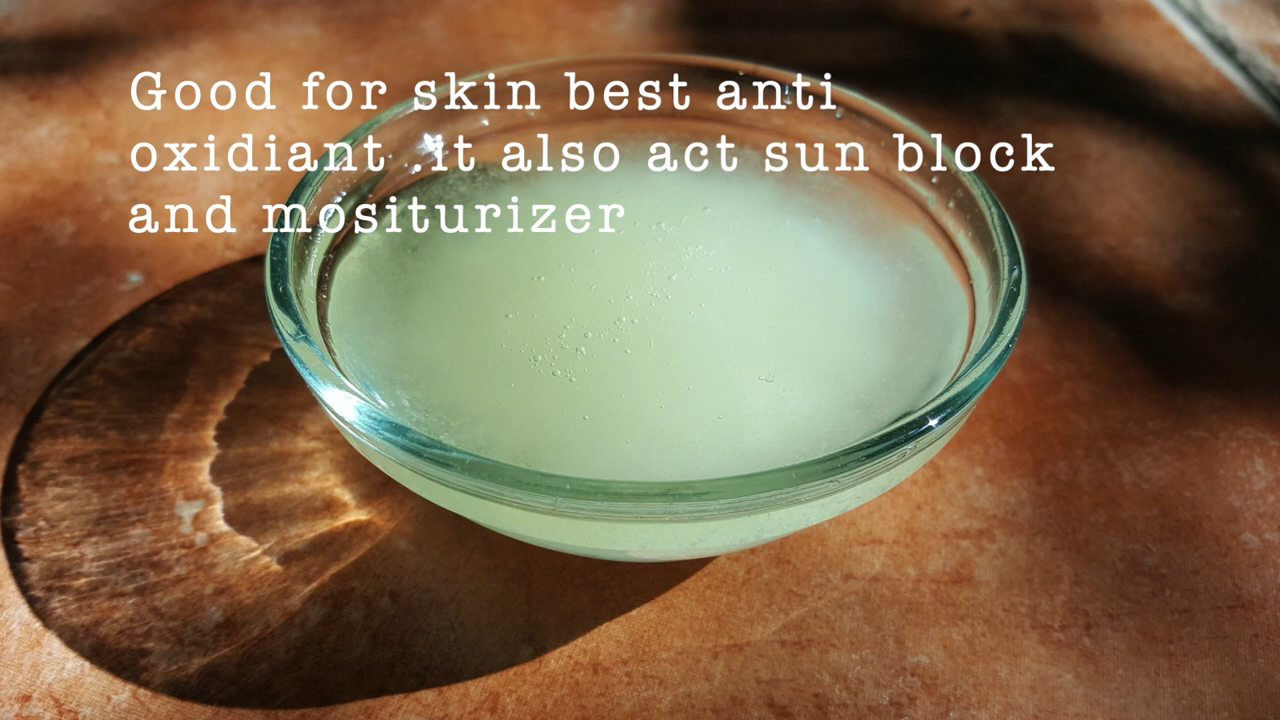 Good for skin best anti
oxidiant .it also act sun block
and mositurizer